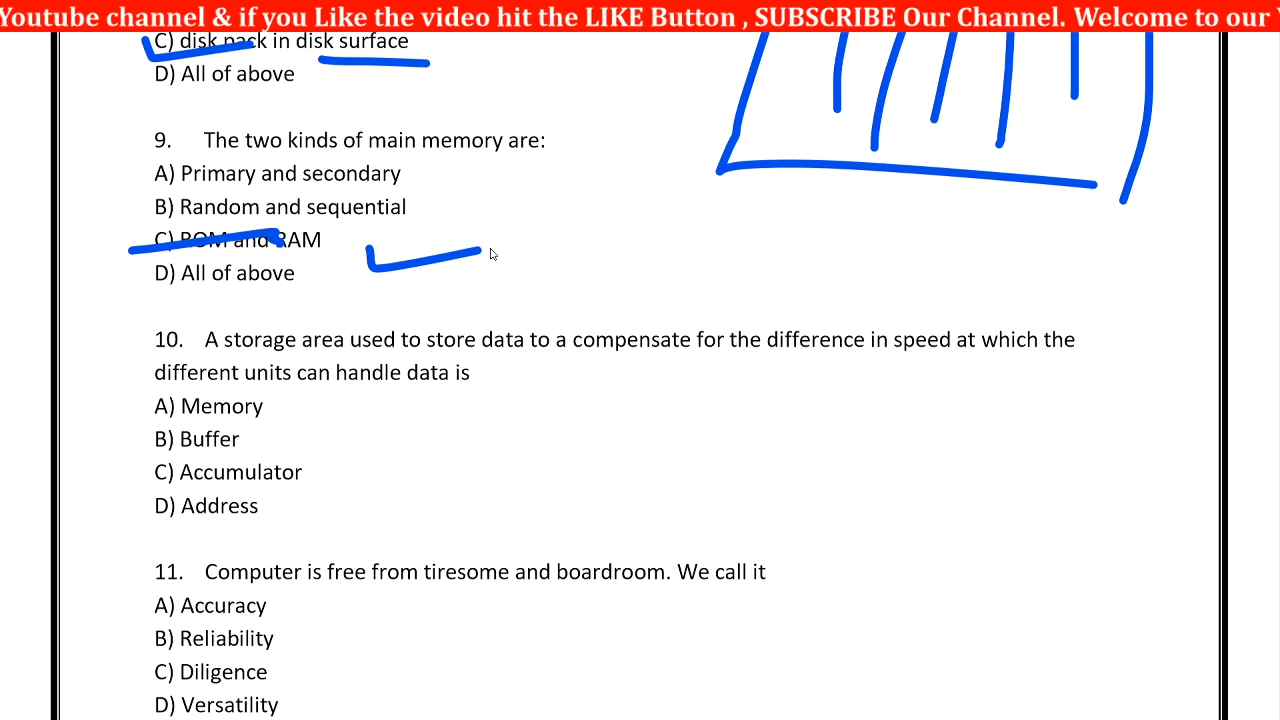 Youtube channel & if you Like the video hit the LIKE Button , SUBSCRIBE Our Channel. Welcome to our
C) disk pack in disk surface
D) All of above
9. The two kinds of main memory are:
A) Primary and secondary
B) Random and sequential
C) ROM and RAM
D) All of above
10. A storage area used to store data to a compensate for the difference in speed at which the
different units can handle data is
A) Memory
B) Buffer
C) Accumulator
D) Address
11. Computer is free from tiresome and boardroom. We call it
A) Accuracy
B) Reliability
C) Diligence
D) Versatility